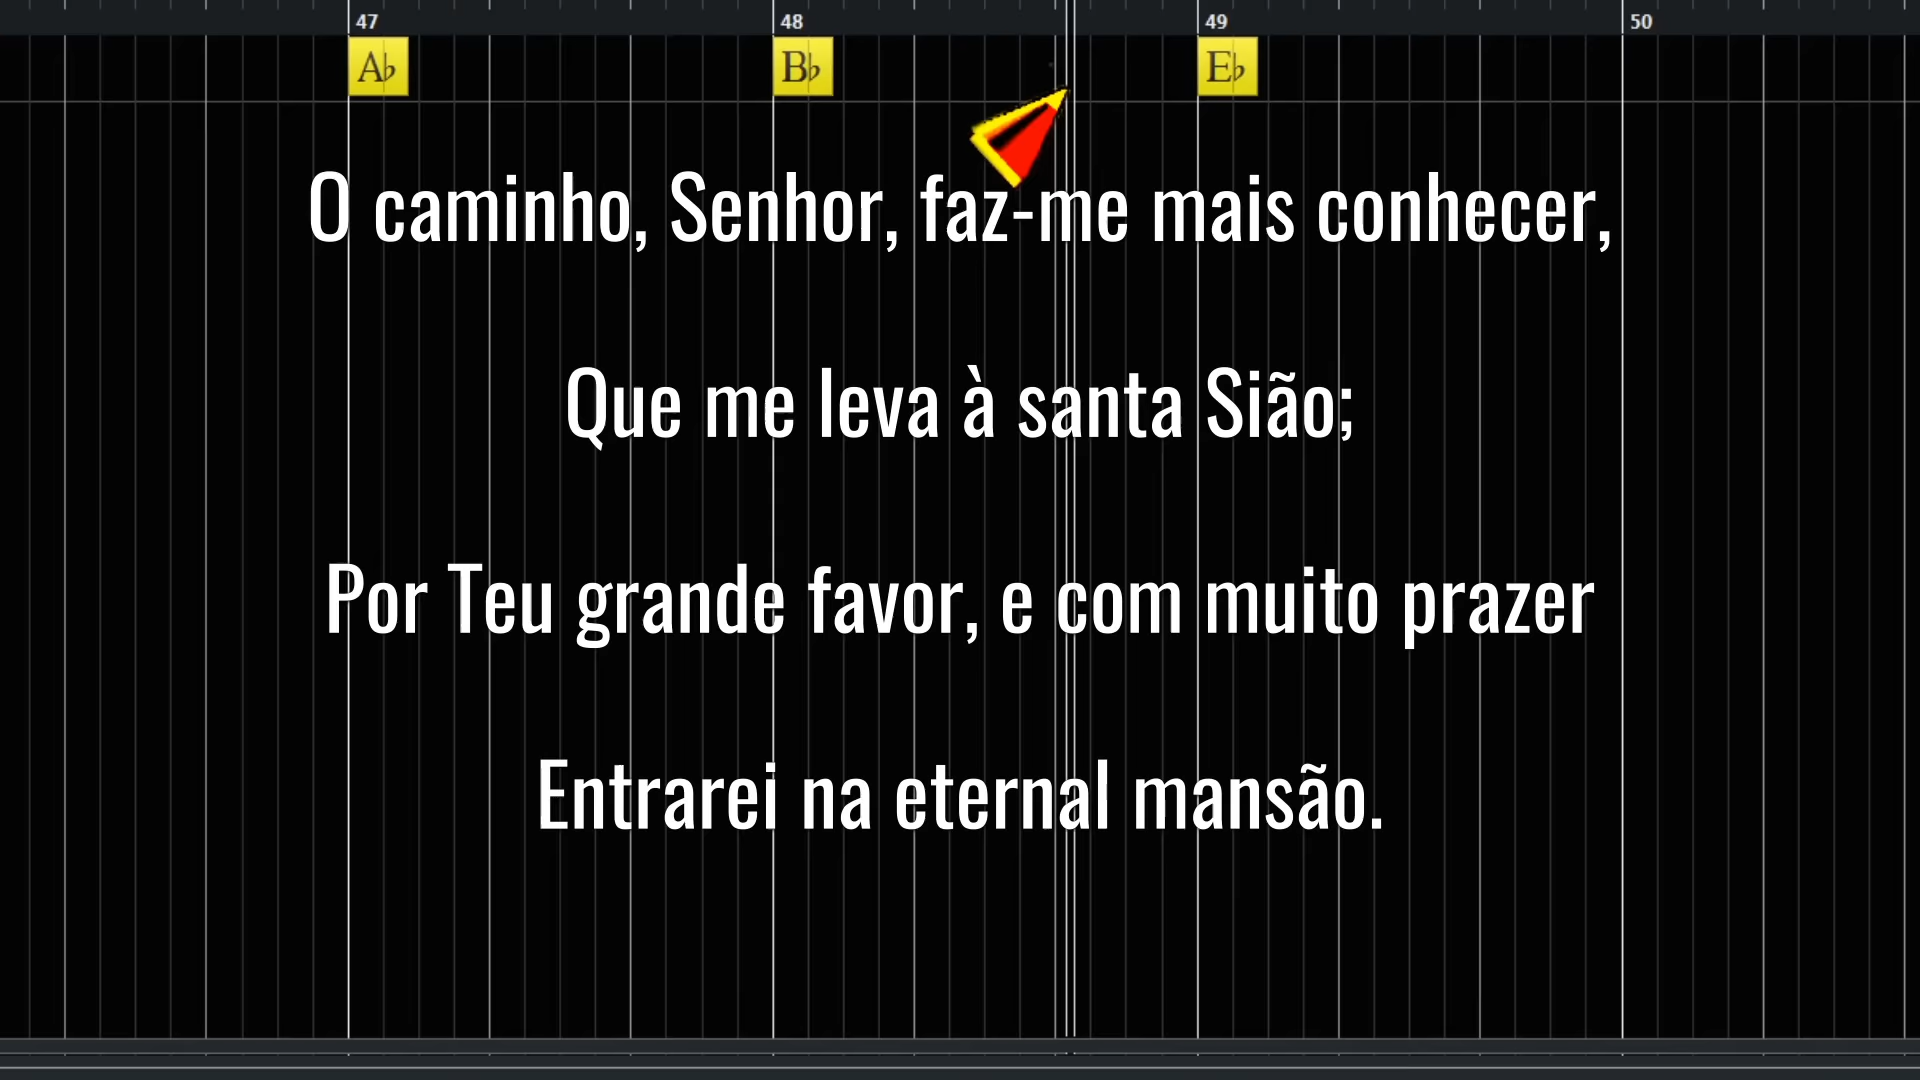 47 48 49 50
A♭ B♭ E♭
O caminho, Senhor, faz-me mais conhecer,
Que me leva à santa Sião;
Por Teu grande favor, e com muito prazer
Entrarei na eternal mansão.